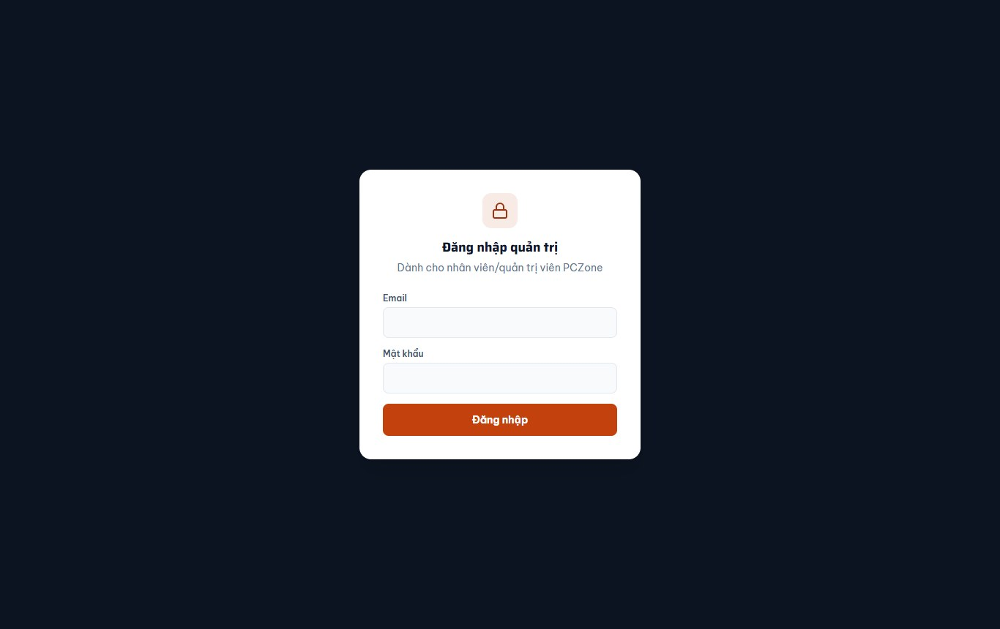 Đăng nhập quản trị
Dành cho nhân viên/quản trị viên PCZone
Email
Mật khẩu
Đăng nhập